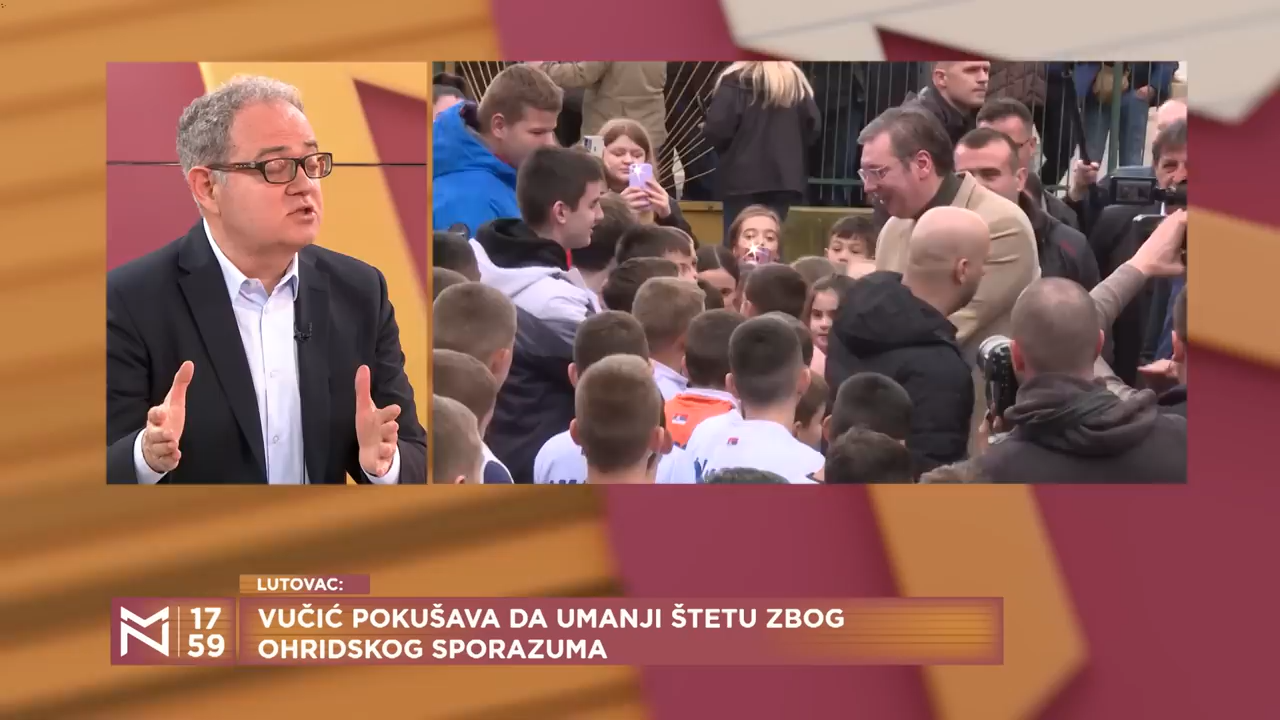 LUTOVAC:
17
59
VUČIĆ POKUŠAVA DA UMANJI ŠTETU ZBOG
OHRIDSKOG SPORAZUMA